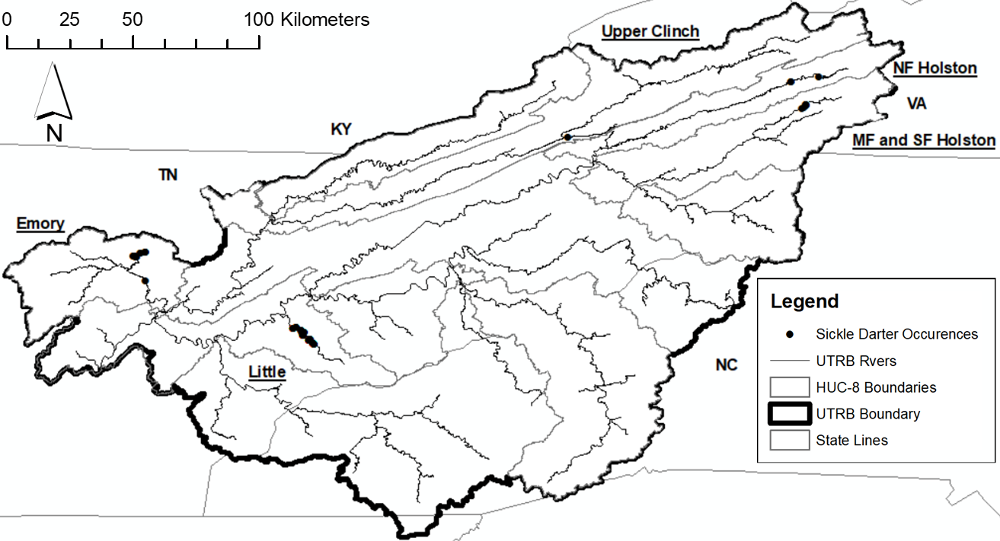 0 25 50 100 Kilometers
Upper Clinch
NF Holston
VA
KY
MF and SF Holston
N
TN
Emory
Legend
Sickle Darter Occurences
UTRB Rvers
Little
NC
HUC-8 Boundaries
UTRB Boundary
State Lines